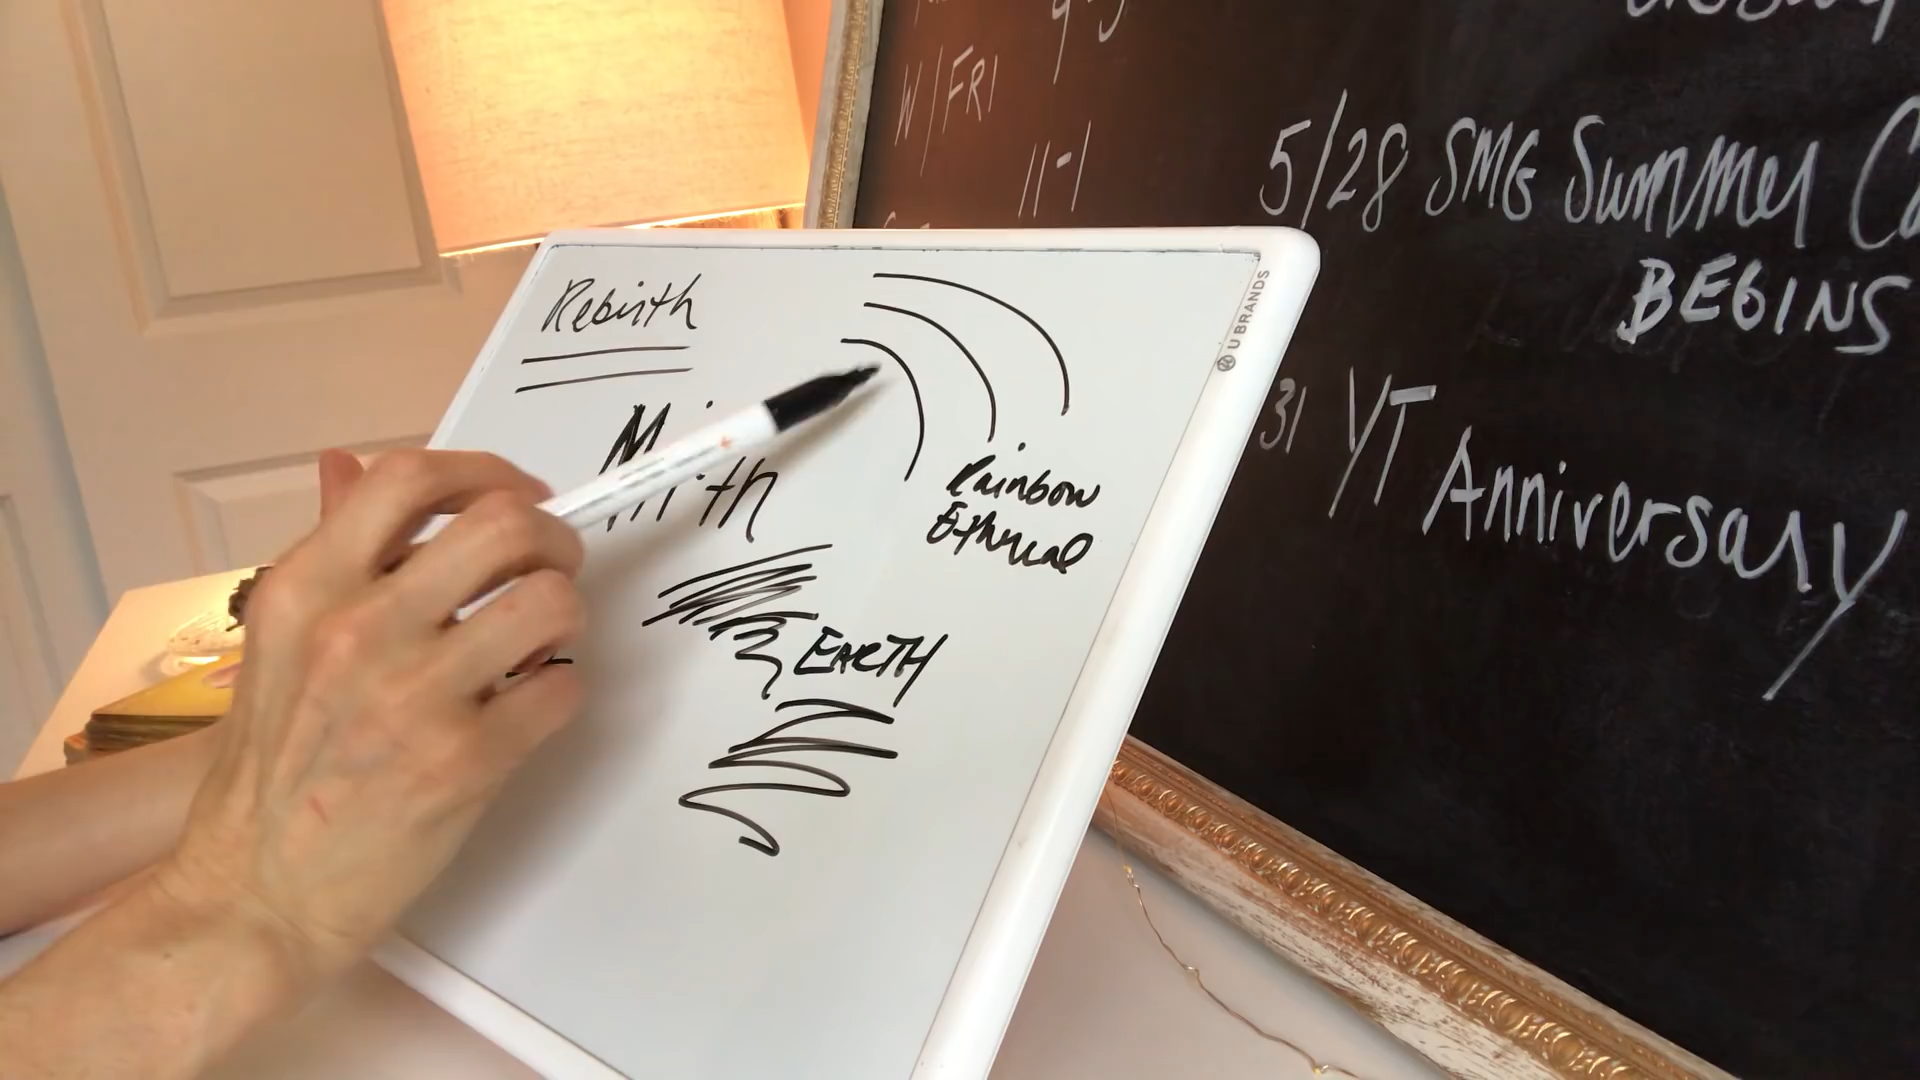 Rebirth
Rainbow
Ethereal
EARTH
U BRANDS
W/FRI
11-1
5/28 SMG Summer
BEGINS
31 YT Anniversary